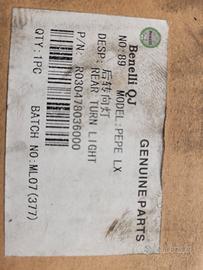 Benelli QJ
GENUINE PARTS
NO:89
MODEL:PEPE LX
DESP:后转向灯
REAR TURN LIGHT
P/N: R030478036000
QTY:1PC
BATCH NO:ML07(377)